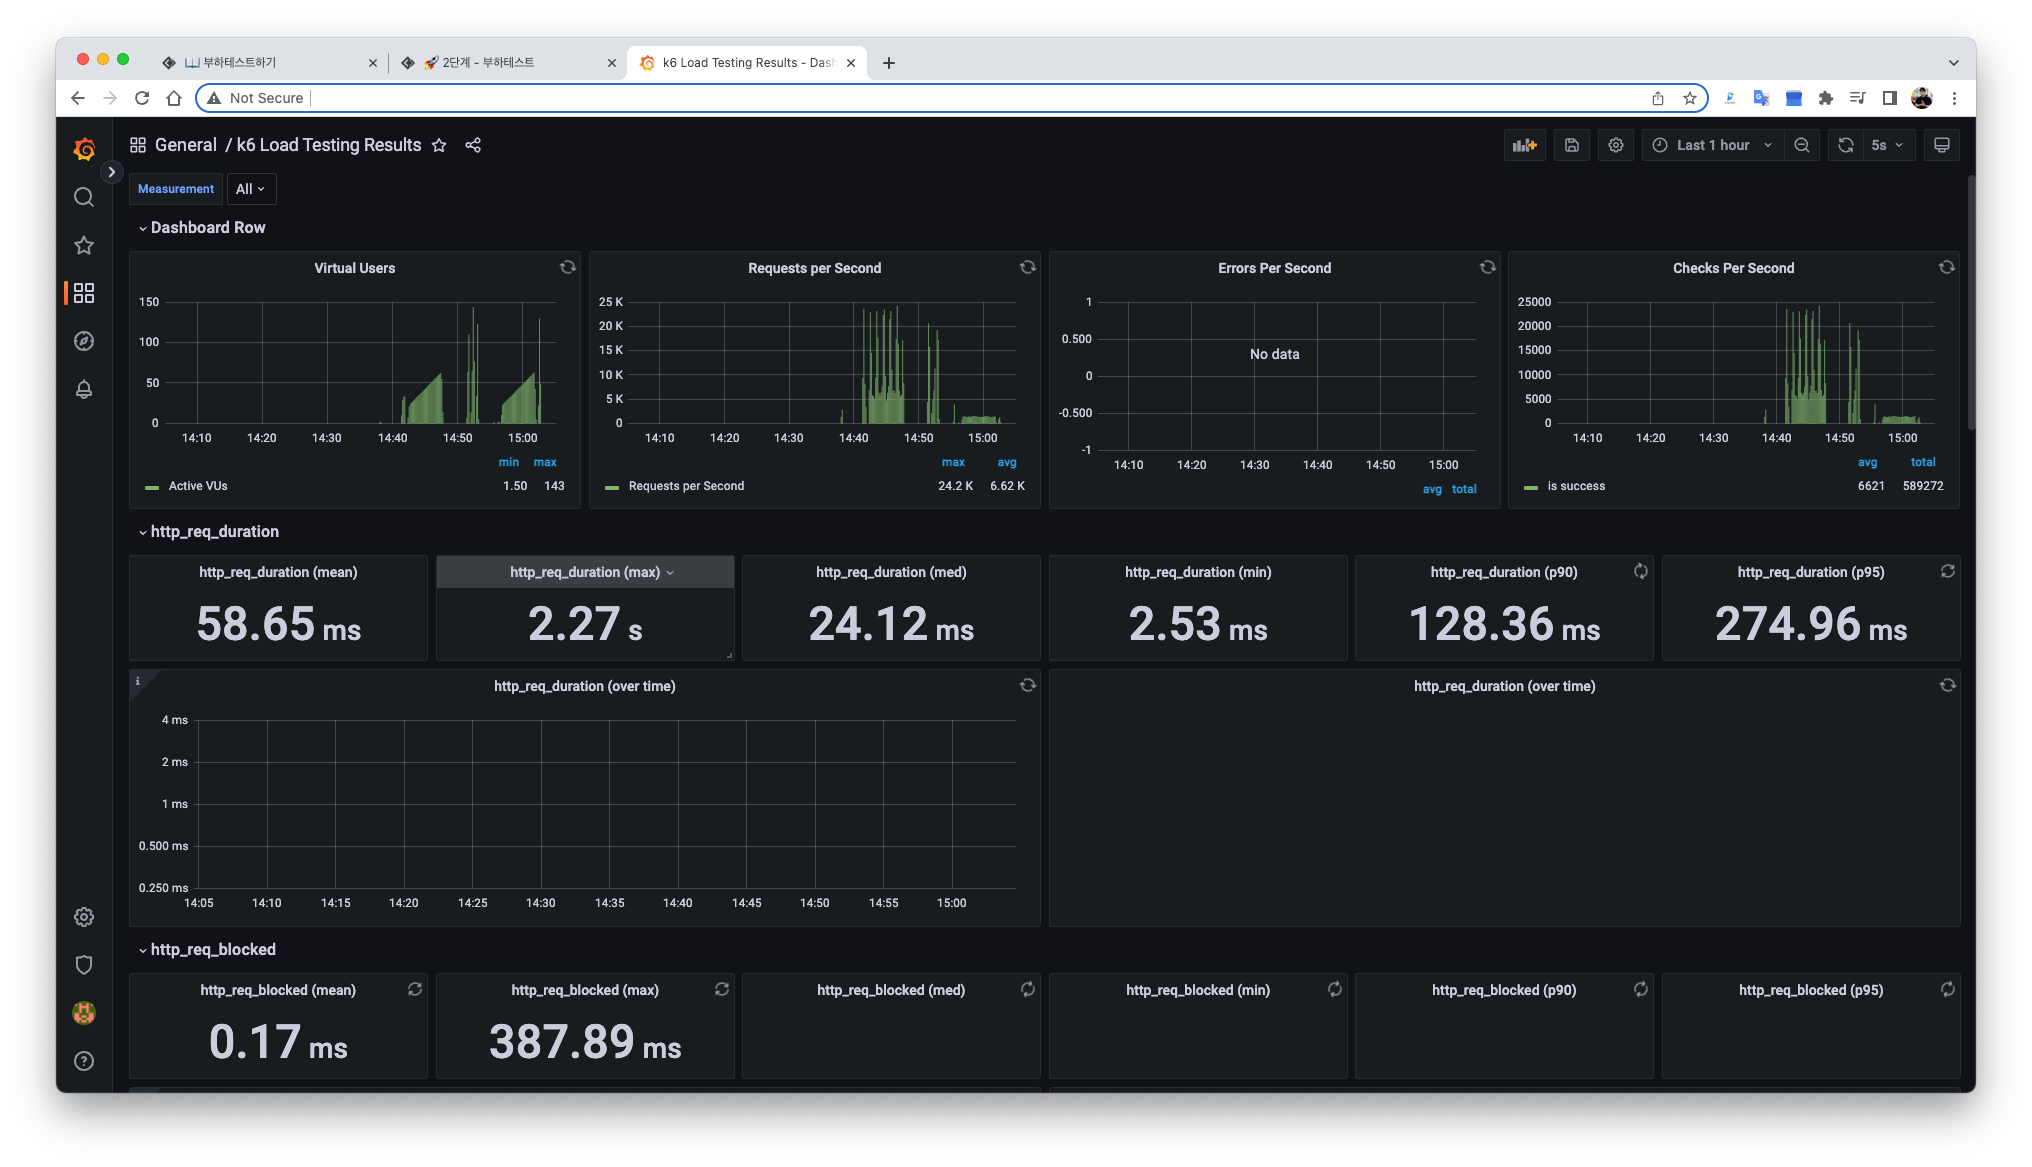 부하테스트하기
2단계 - 부하테스트
k6 Load Testing Results - Dash
Not Secure
General / k6 Load Testing Results
Last 1 hour
5s
Measurement
All
Dashboard Row
Virtual Users
150
100
50
0
14:10 14:20 14:30 14:40 14:50 15:00
min max
Active VUs 1.50 143
Requests per Second
25 K
20 K
15 K
10 K
5 K
0
14:10 14:20 14:30 14:40 14:50 15:00
max avg
Requests per Second 24.2 K 6.62 K
Errors Per Second
1
0.500
0
-0.500
-1
No data
14:10 14:20 14:30 14:40 14:50 15:00
avg total
Checks Per Second
25000
20000
15000
10000
5000
0
14:10 14:20 14:30 14:40 14:50 15:00
avg total
is success 6621 589272
http_req_duration
http_req_duration (mean)
58.65 ms
http_req_duration (max)
2.27 s
http_req_duration (med)
24.12 ms
http_req_duration (min)
2.53 ms
http_req_duration (p90)
128.36 ms
http_req_duration (p95)
274.96 ms
i
http_req_duration (over time)
4 ms
2 ms
1 ms
0.500 ms
0.250 ms
14:05 14:10 14:15 14:20 14:25 14:30 14:35 14:40 14:45 14:50 14:55 15:00
http_req_duration (over time)
http_req_blocked
http_req_blocked (mean)
0.17 ms
http_req_blocked (max)
387.89 ms
http_req_blocked (med)
http_req_blocked (min)
http_req_blocked (p90)
http_req_blocked (p95)